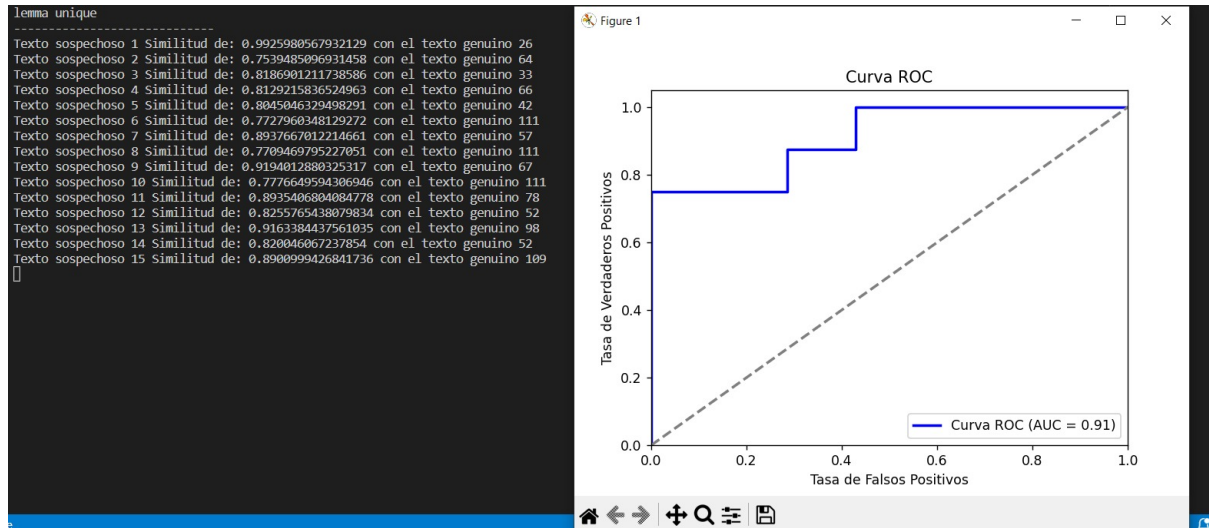 lemma unique
-----------------------------
Texto sospechoso 1 Similitud de: 0.9925980567932129 con el texto genuino 26
Texto sospechoso 2 Similitud de: 0.7539485096931458 con el texto genuino 64
Texto sospechoso 3 Similitud de: 0.8186901211738586 con el texto genuino 33
Texto sospechoso 4 Similitud de: 0.8129215836524963 con el texto genuino 66
Texto sospechoso 5 Similitud de: 0.8045046329498291 con el texto genuino 42
Texto sospechoso 6 Similitud de: 0.7727960348129272 con el texto genuino 111
Texto sospechoso 7 Similitud de: 0.8937667012214661 con el texto genuino 57
Texto sospechoso 8 Similitud de: 0.7709469795227051 con el texto genuino 111
Texto sospechoso 9 Similitud de: 0.9194012880325317 con el texto genuino 67
Texto sospechoso 10 Similitud de: 0.7776649594306946 con el texto genuino 111
Texto sospechoso 11 Similitud de: 0.8935406804084778 con el texto genuino 78
Texto sospechoso 12 Similitud de: 0.8255765438079834 con el texto genuino 52
Texto sospechoso 13 Similitud de: 0.9163384437561035 con el texto genuino 98
Texto sospechoso 14 Similitud de: 0.820046067237854 con el texto genuino 52
Texto sospechoso 15 Similitud de: 0.8900999426841736 con el texto genuino 109
Figure 1
Curva ROC
Tasa de Verdaderos Positivos
1.0
0.8
0.6
0.4
0.2
0.0
Curva ROC (AUC = 0.91)
0.0 0.2 0.4 0.6 0.8 1.0
Tasa de Falsos Positivos